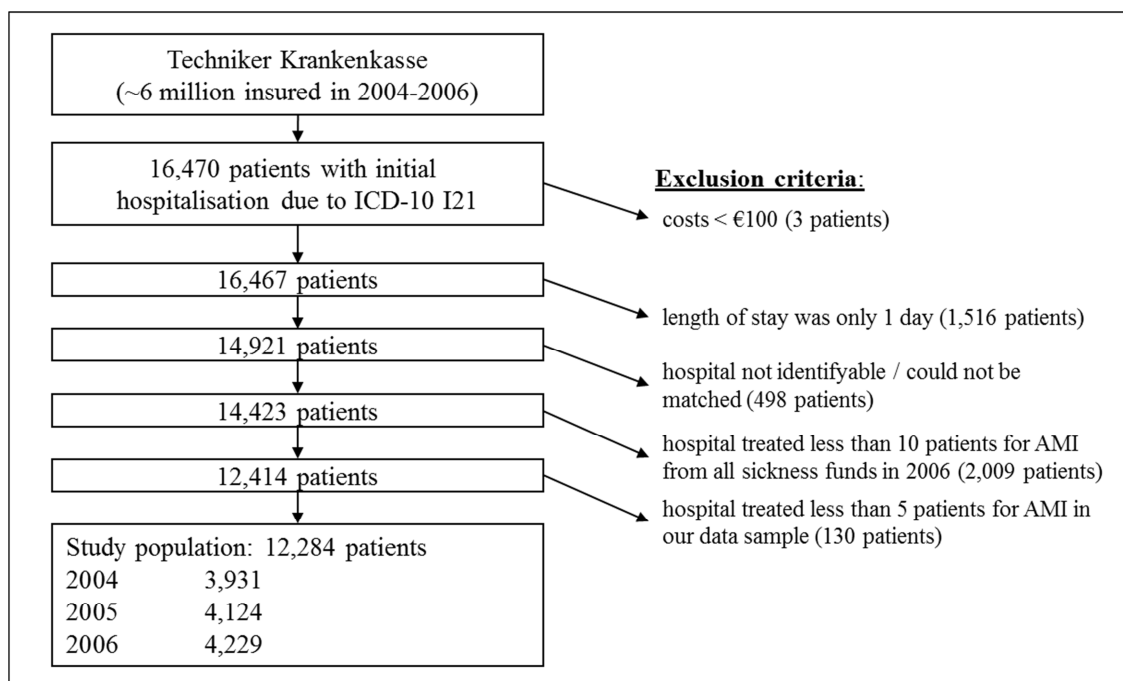 Techniker Krankenkasse
(~6 million insured in 2004-2006)
16,470 patients with initial
hospitalisation due to ICD-10 I21
Exclusion criteria:
costs < €100 (3 patients)
16,467 patients
length of stay was only 1 day (1,516 patients)
14,921 patients
hospital not identifyable / could not be
matched (498 patients)
14,423 patients
hospital treated less than 10 patients for AMI
from all sickness funds in 2006 (2,009 patients)
12,414 patients
hospital treated less than 5 patients for AMI in
our data sample (130 patients)
Study population: 12,284 patients
2004 3,931
2005 4,124
2006 4,229